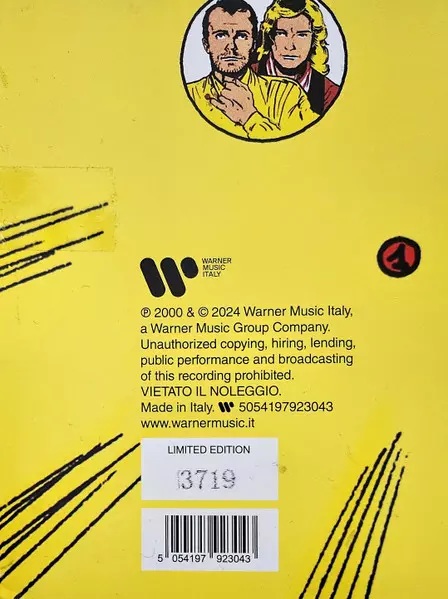 WARNER
MUSIC
ITALY
1
℗ 2000 & © 2024 Warner Music Italy,
a Warner Music Group Company.
Unauthorized copying, hiring, lending,
public performance and broadcasting
of this recording prohibited.
VIETATO IL NOLEGGIO.
Made in Italy. 5054197923043
www.warnermusic.it
LIMITED EDITION
3719
5 054197 923043